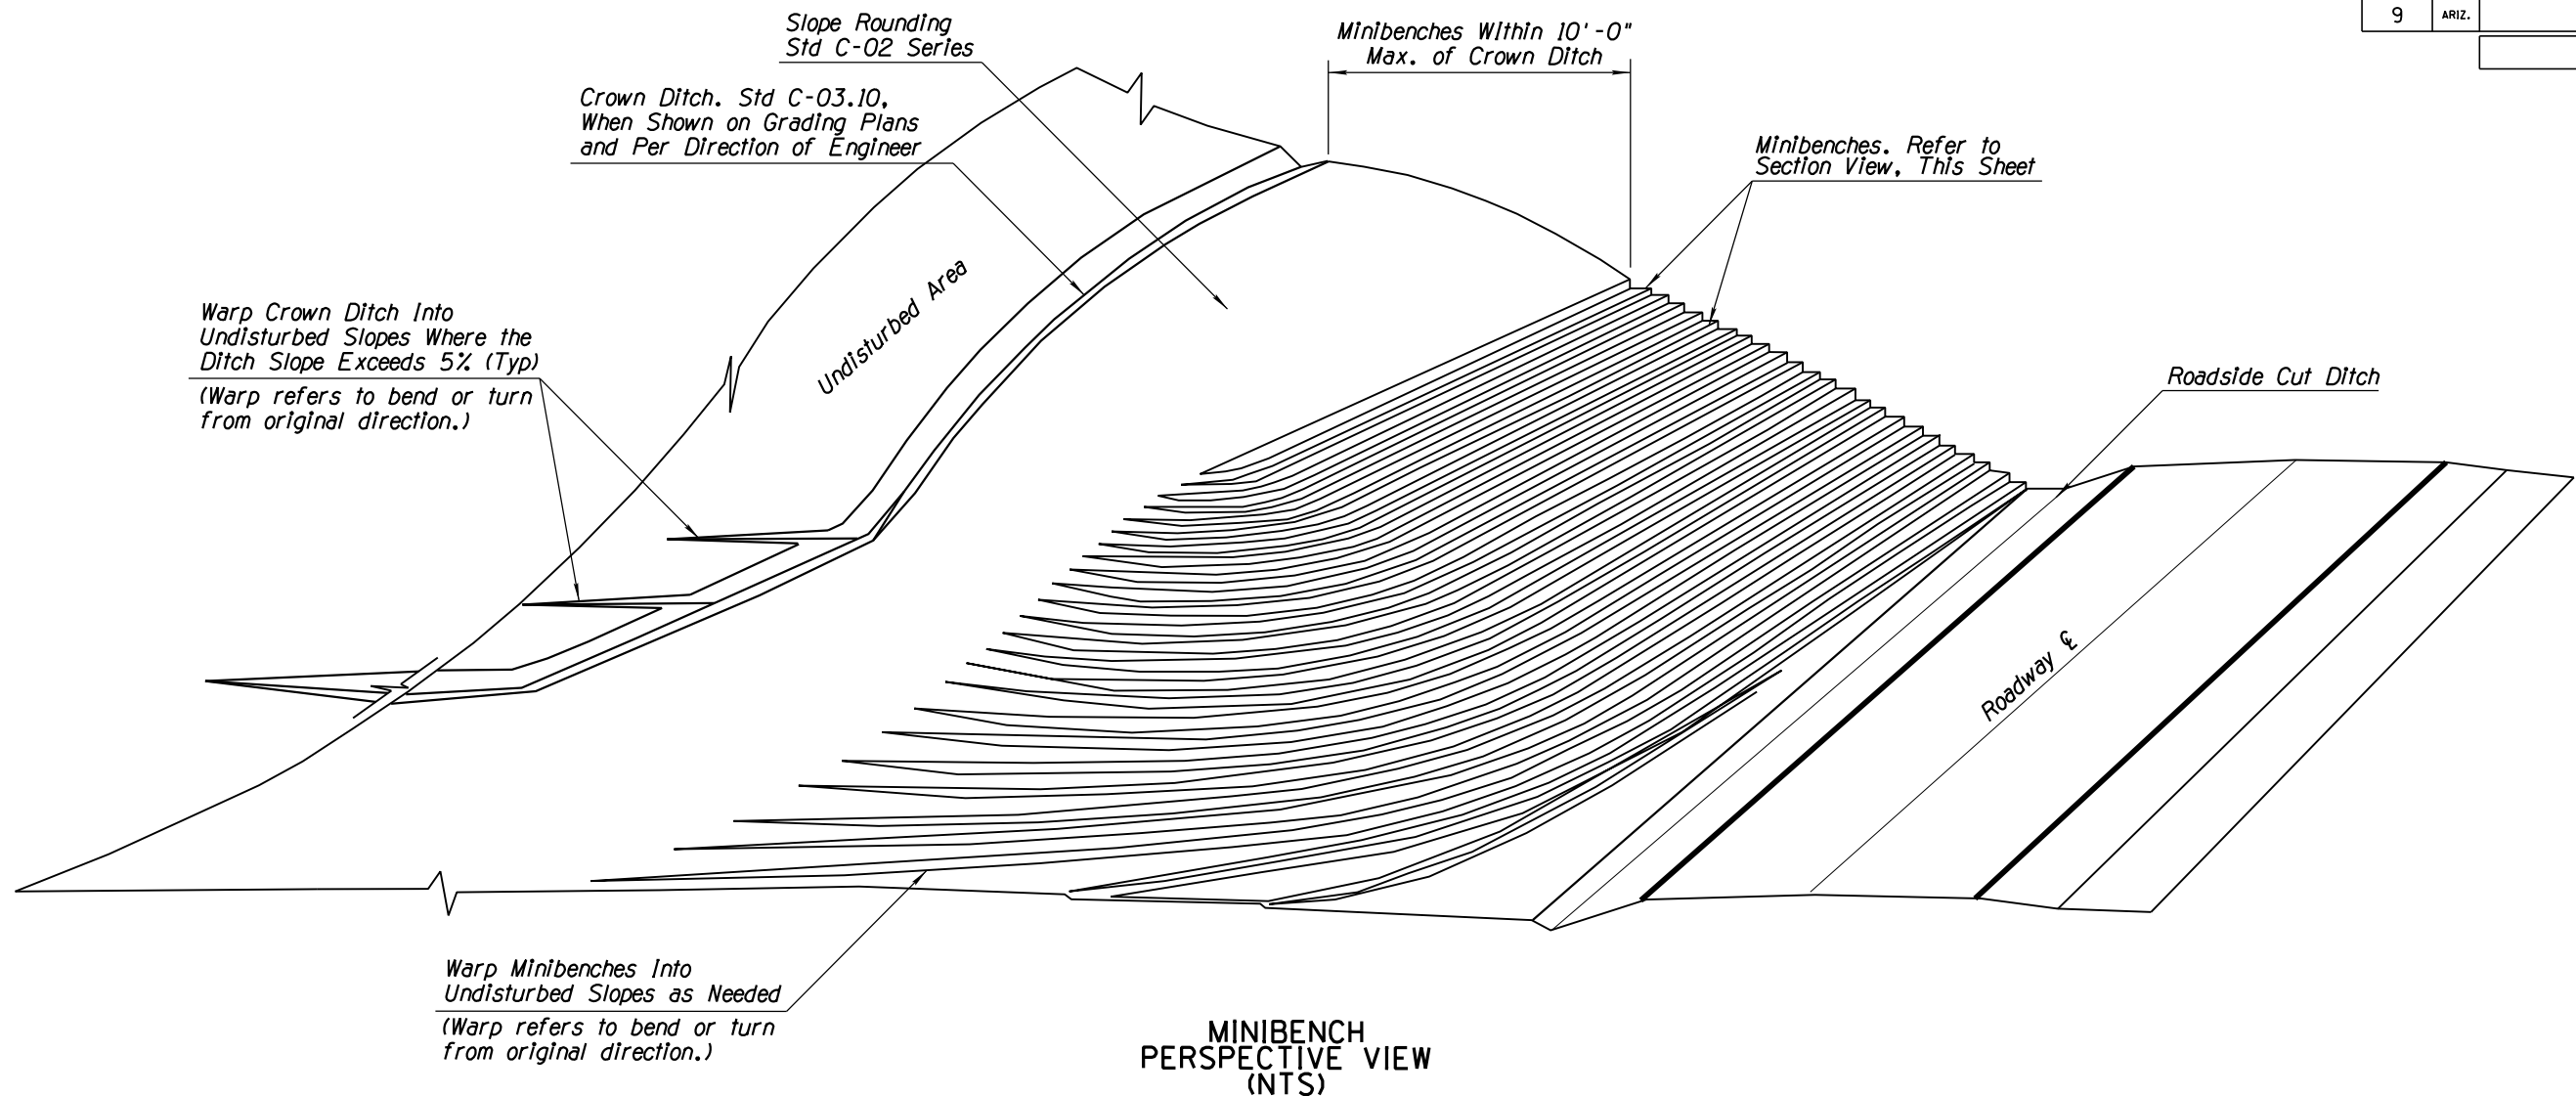 9 ARIZ.
Slope Rounding
Std C-02 Series
Minibenches Within 10'-0"
Max. of Crown Ditch
Crown Ditch. Std C-03.10,
When Shown on Grading Plans
and Per Direction of Engineer
Minibenches. Refer to
Section View, This Sheet
Undisturbed Area
Warp Crown Ditch Into
Undisturbed Slopes Where the
Ditch Slope Exceeds 5% (Typ)
(Warp refers to bend or turn
from original direction.)
Roadside Cut Ditch
Roadway ℄
Warp Minibenches Into
Undisturbed Slopes as Needed
(Warp refers to bend or turn
from original direction.)
MINIBENCH
PERSPECTIVE VIEW
(NTS)